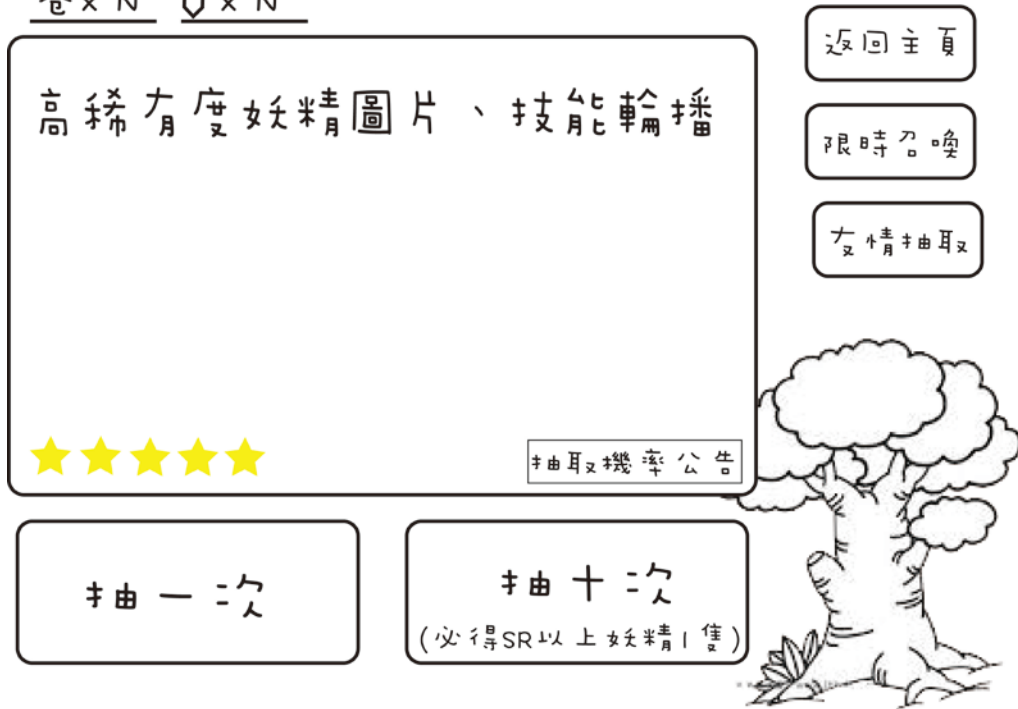 卷×N
×N
返回主頁
高稀有度妖精圖片、技能輪播
限時召喚
友情抽取
抽取機率公告
抽一次
抽十次
(必得SR以上妖精1隻)